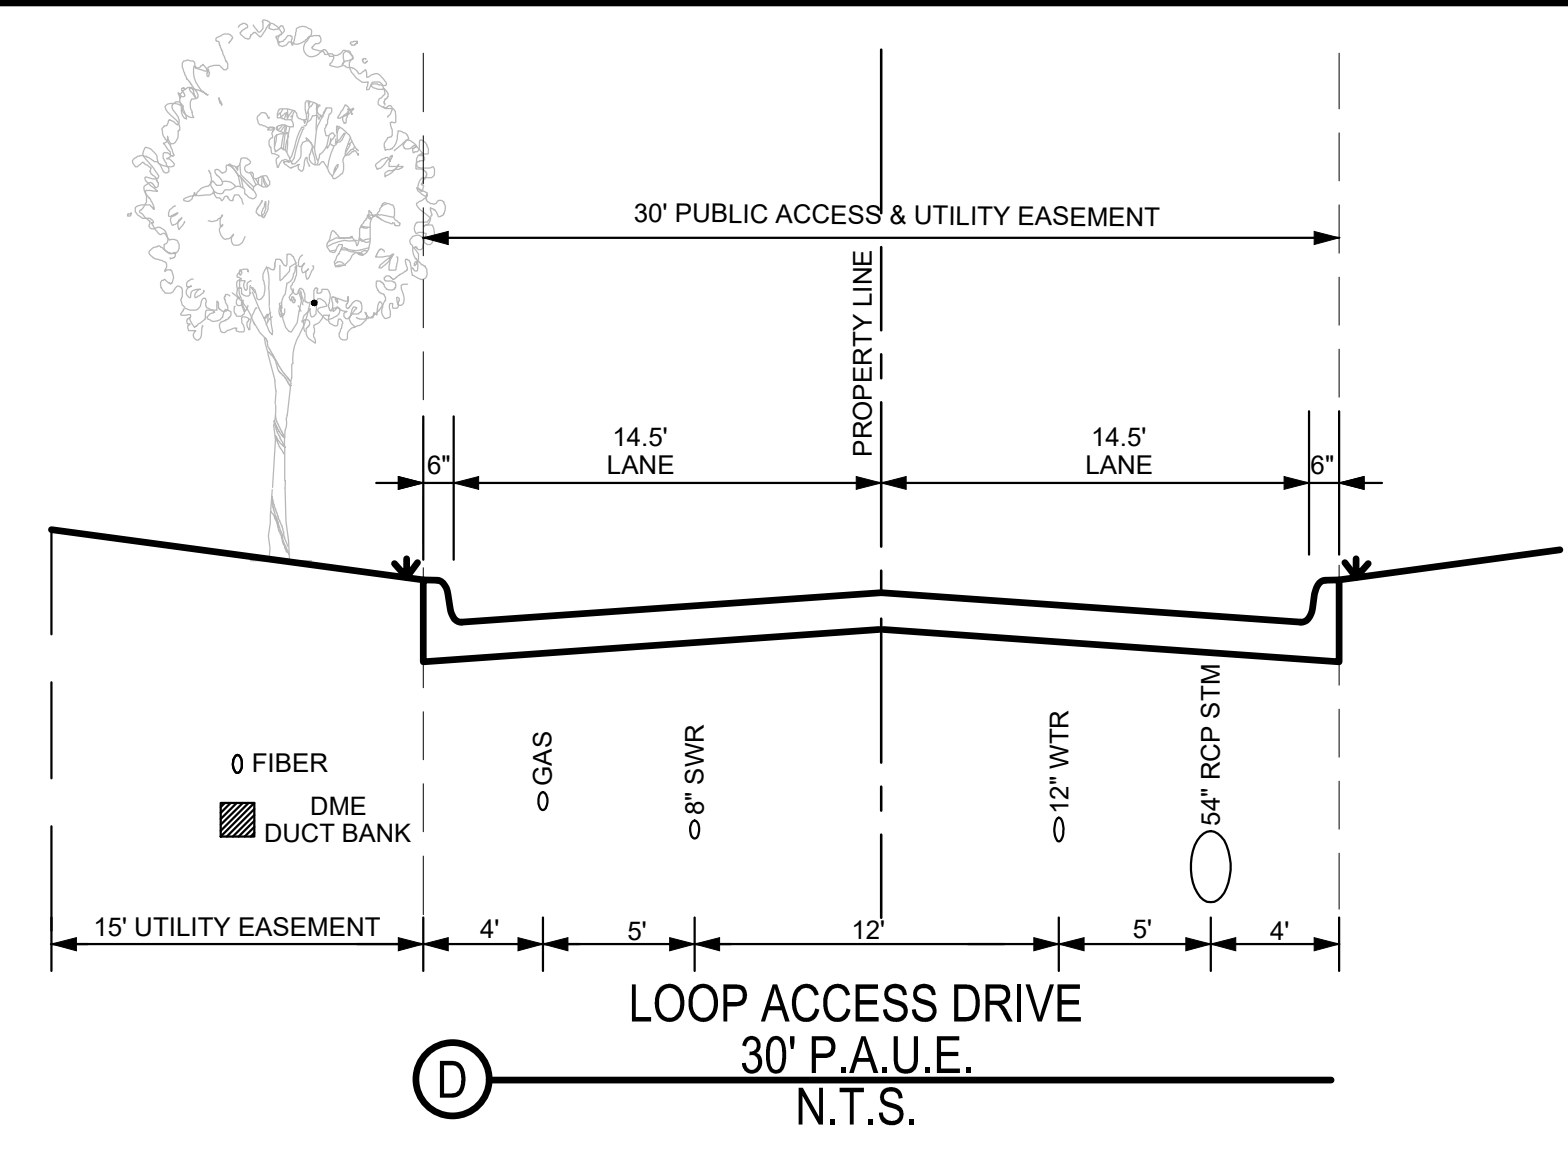 30' PUBLIC ACCESS & UTILITY EASEMENT
PROPERTY LINE
6"
14.5'
LANE
14.5'
LANE
6"
FIBER
DME
DUCT BANK
GAS
8" SWR
12" WTR
54" RCP STM
15' UTILITY EASEMENT
4'
5'
12'
5'
4'
LOOP ACCESS DRIVE
30' P.A.U.E.
D
N.T.S.